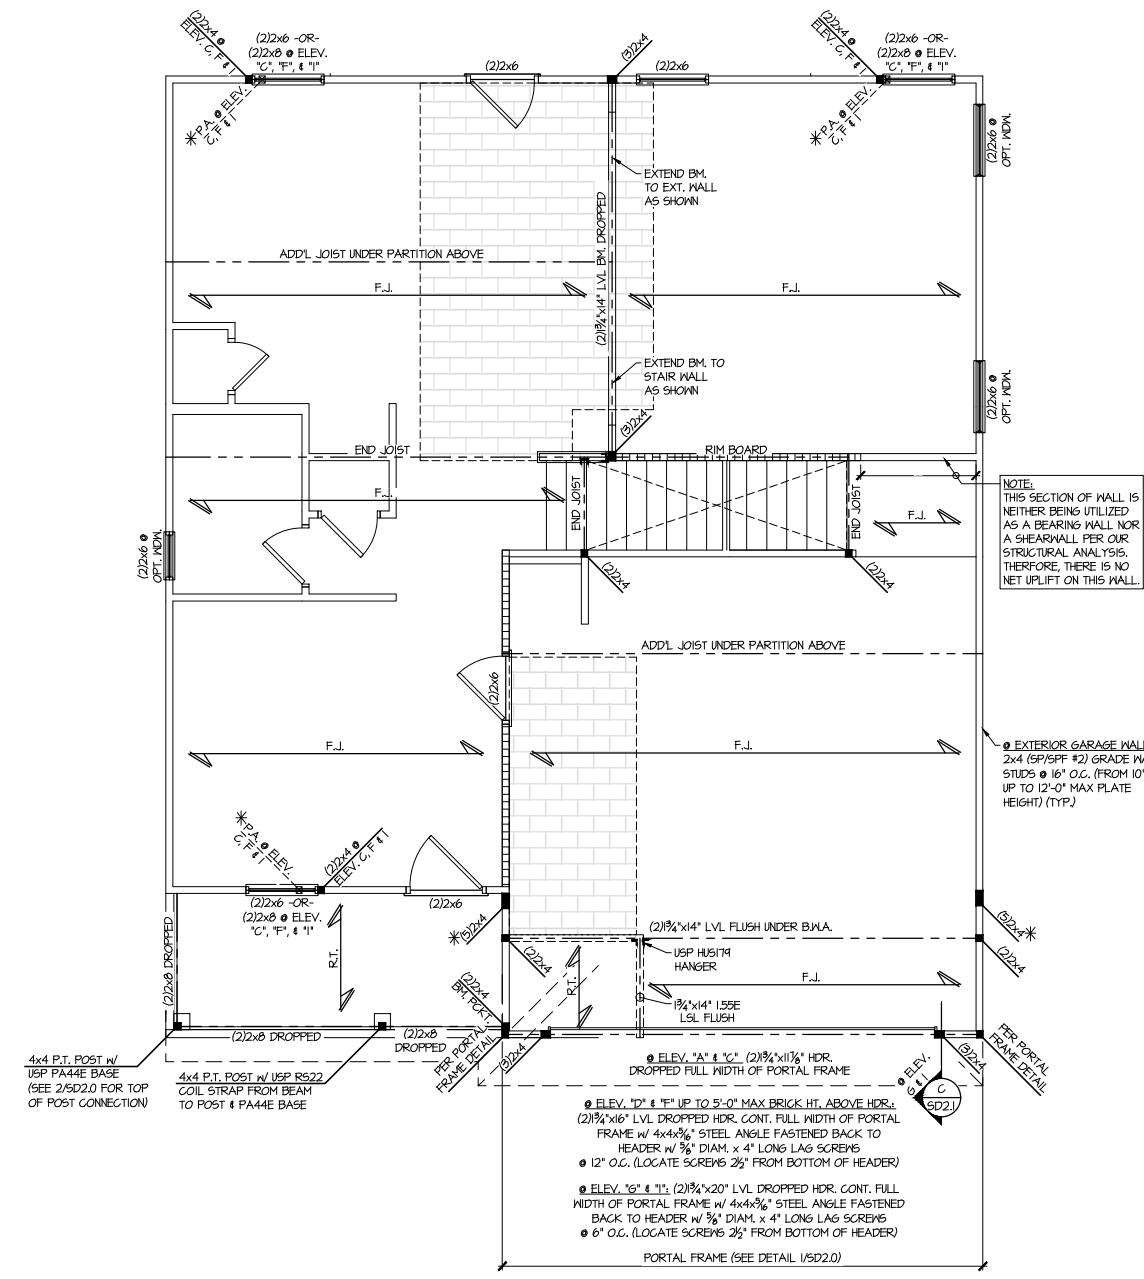 (2)2x4 @
ELEV. C, F & I
(2)2x6 -OR-
(2)2x8 @ ELEV.
"C", "F", & "I"
(2)2x6
(3)2x4
(2)2x6
(2)2x4 @
ELEV. C, F & I
(2)2x6 -OR-
(2)2x8 @ ELEV.
"C", "F", & "I"
P.A. @ ELEV.
C, F & I
P.A. @ ELEV.
C, F & I
(2)2x6 @
OPT. WDW.
EXTEND BM.
TO EXT. WALL
AS SHOWN
(2)1¾"x14" LVL BM. DROPPED
ADD'L JOIST UNDER PARTITION ABOVE
F.J.
F.J.
EXTEND BM. TO
STAIR WALL
AS SHOWN
(2)2x6 @
OPT. WDW.
(3)2x4
END JOIST
RIM BOARD
F.J.
END JOIST
END JOIST
F.J.
NOTE:
THIS SECTION OF WALL IS
NEITHER BEING UTILIZED
AS A BEARING WALL NOR
A SHEARWALL PER OUR
STRUCTURAL ANALYSIS.
THERFORE, THERE IS NO
NET UPLIFT ON THIS WALL.
(2)2x6 @
OPT. WDW.
(2)2x4
(2)2x4
ADD'L JOIST UNDER PARTITION ABOVE
(2)2x6
F.J.
F.J.
@ EXTERIOR GARAGE WALL
2x4 (SP/SPF #2) GRADE W
STUDS @ 16" O.C. (FROM 10'
UP TO 12'-0" MAX PLATE
HEIGHT) (TYP.)
P.A. @ ELEV.
C, F & I
(2)2x4 @
ELEV. C, F & I
(2)2x6 -OR-
(2)2x8 @ ELEV.
"C", "F", & "I"
(2)2x6
(5)2x4
(2)2x4
(2)1¾"x14" LVL FLUSH UNDER B.W.A.
(5)2x4
(2)2x4
USP HUS179
HANGER
(2)2x8 DROPPED
R.T.
R.T.
F.J.
(2)2x4
BM. PCKT.
1¾"x14" 1.55E
LSL FLUSH
(2)2x8 DROPPED
(2)2x8
DROPPED
PER PORTAL
FRAME DETAIL
(3)2x4
(3)2x4
PER PORTAL
FRAME DETAIL
4x4 P.T. POST w/
USP PA44E BASE
(SEE 2/SD2.0 FOR TOP
OF POST CONNECTION)
4x4 P.T. POST w/ USP RS22
COIL STRAP FROM BEAM
TO POST & PA44E BASE
@ ELEV. "A" & "C" (2)1¾"x11⅞" HDR.
DROPPED FULL WIDTH OF PORTAL FRAME
@ ELEV.
G & I
C
SD2.1
@ ELEV. "D" & "F" UP TO 5'-0" MAX BRICK HT. ABOVE HDR.:
(2)1¾"x16" LVL DROPPED HDR. CONT. FULL WIDTH OF PORTAL
FRAME w/ 4x4x5/16" STEEL ANGLE FASTENED BACK TO
HEADER w/ ⅝" DIAM. x 4" LONG LAG SCREWS
@ 12" O.C. (LOCATE SCREWS 2½" FROM BOTTOM OF HEADER)
@ ELEV. "G" & "I": (2)1¾"x20" LVL DROPPED HDR. CONT. FULL
WIDTH OF PORTAL FRAME w/ 4x4x5/16" STEEL ANGLE FASTENED
BACK TO HEADER w/ ⅝" DIAM. x 4" LONG LAG SCREWS
@ 6" O.C. (LOCATE SCREWS 2½" FROM BOTTOM OF HEADER)
PORTAL FRAME (SEE DETAIL 1/SD2.0)